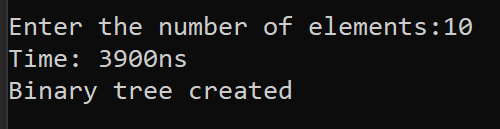 Enter the number of elements:10
Time: 3900ns
Binary tree created